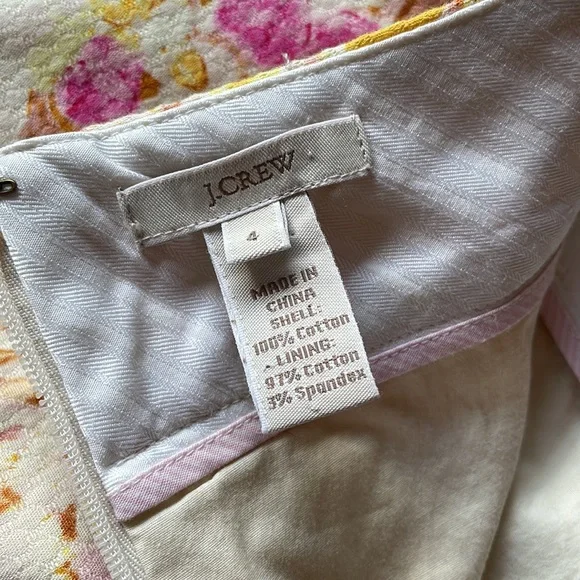 J.CREW
4
MADE IN
CHINA
SHELL:
100% Cotton
LINING:
97% Cotton
3% Spandex